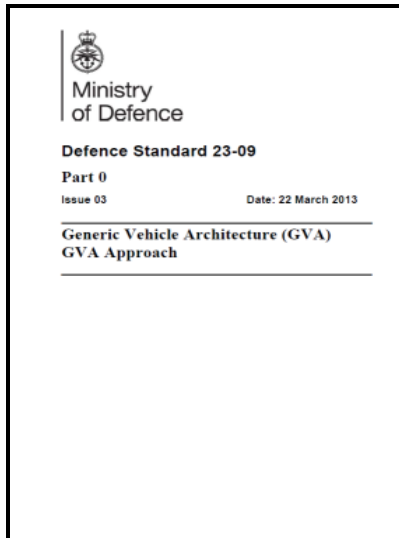 Ministry
of Defence
Defence Standard 23-09
Part 0
Issue 03 Date: 22 March 2013
Generic Vehicle Architecture (GVA)
GVA Approach